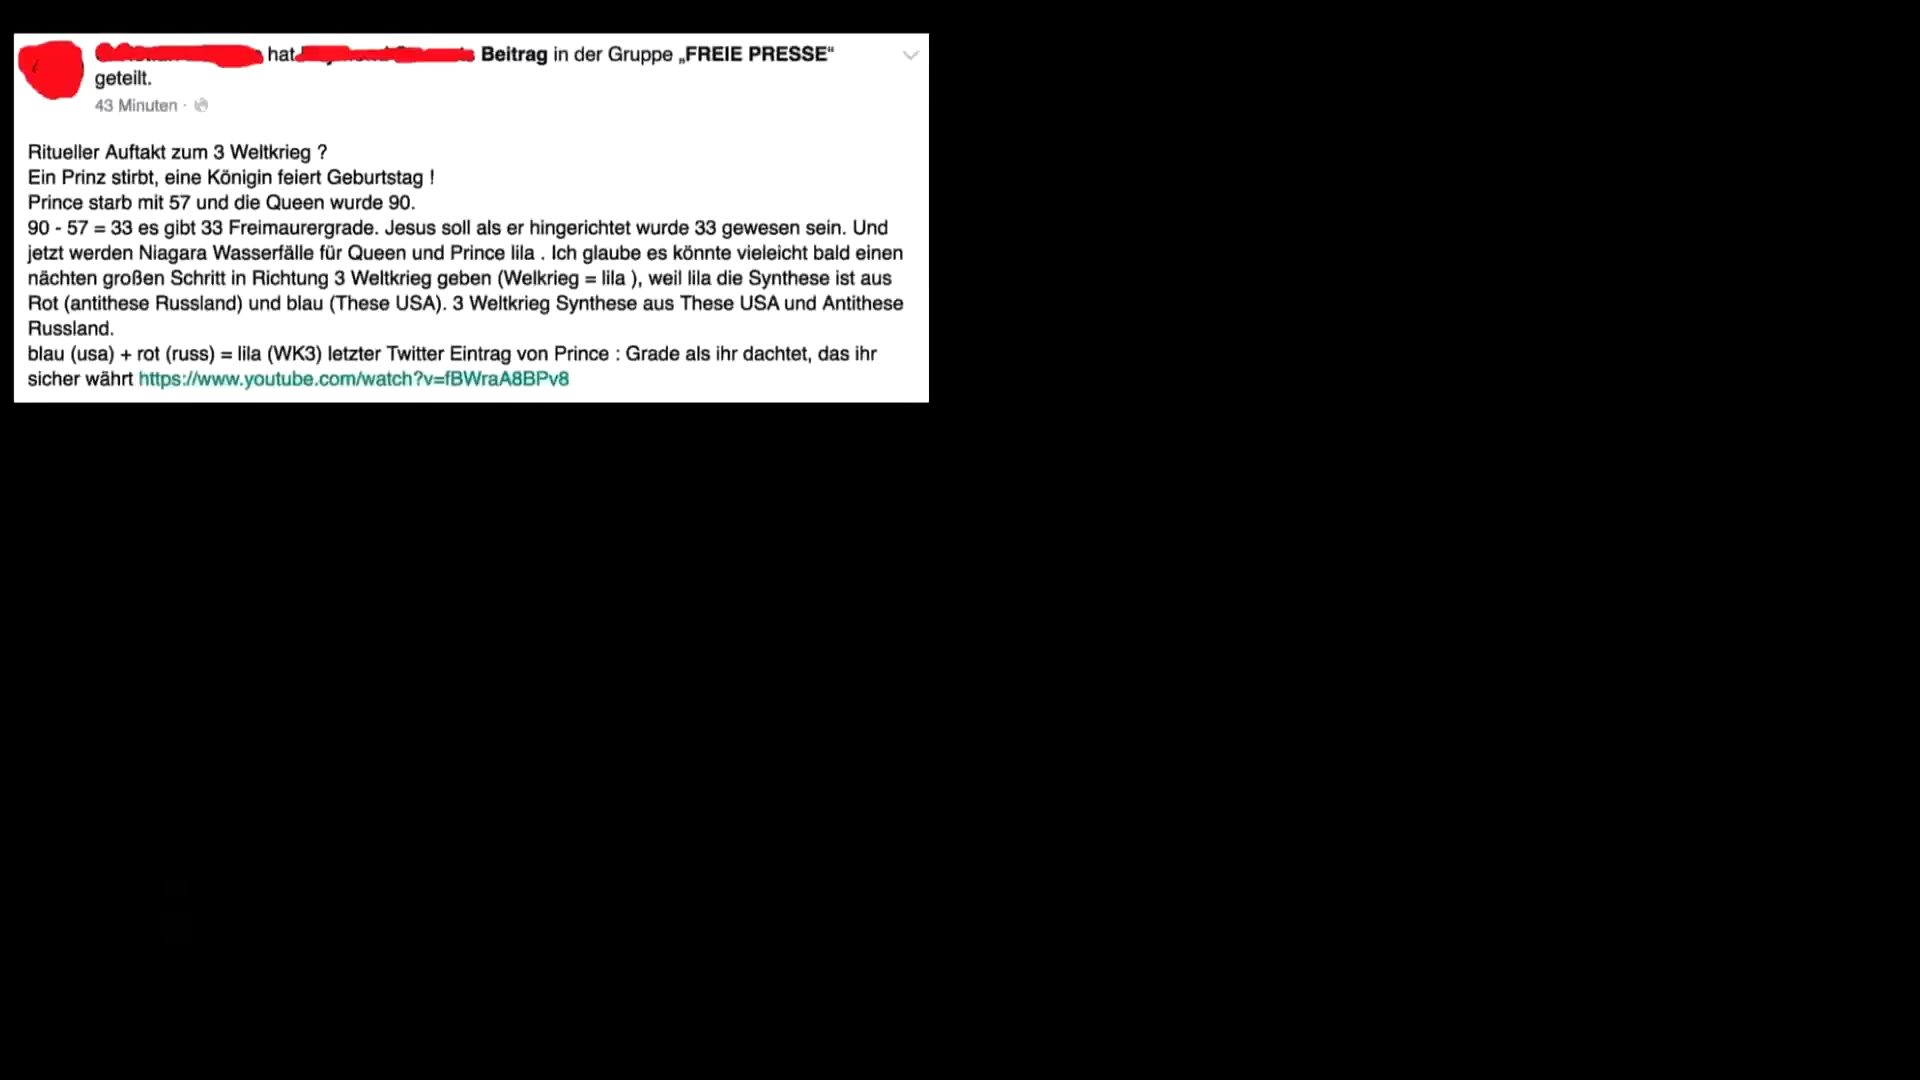 hat Beitrag in der Gruppe „FREIE PRESSE“
geteilt.
43 Minuten ·
Ritueller Auftakt zum 3 Weltkrieg ?
Ein Prinz stirbt, eine Königin feiert Geburtstag !
Prince starb mit 57 und die Queen wurde 90.
90 - 57 = 33 es gibt 33 Freimaurergrade. Jesus soll als er hingerichtet wurde 33 gewesen sein. Und
jetzt werden Niagara Wasserfälle für Queen und Prince lila . Ich glaube es könnte vieleicht bald einen
nächten großen Schritt in Richtung 3 Weltkrieg geben (Welkrieg = lila ), weil lila die Synthese ist aus
Rot (antithese Russland) und blau (These USA). 3 Weltkrieg Synthese aus These USA und Antithese
Russland.
blau (usa) + rot (russ) = lila (WK3) letzter Twitter Eintrag von Prince : Grade als ihr dachtet, das ihr
sicher währt https://www.youtube.com/watch?v=fBWraA8BPv8